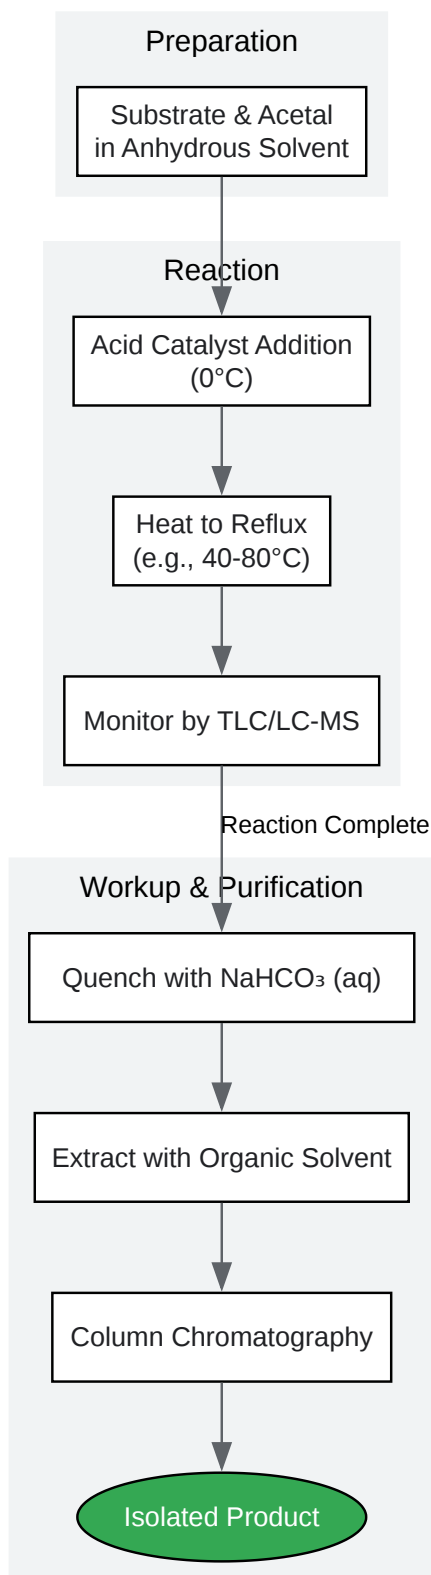 Preparation
Substrate & Acetal
in Anhydrous Solvent
Reaction
Acid Catalyst Addition
(0°C)
Heat to Reflux
(e.g., 40-80°C)
Monitor by TLC/LC-MS
Reaction Complete
Workup & Purification
Quench with NaHCO₃ (aq)
Extract with Organic Solvent
Column Chromatography
Isolated Product